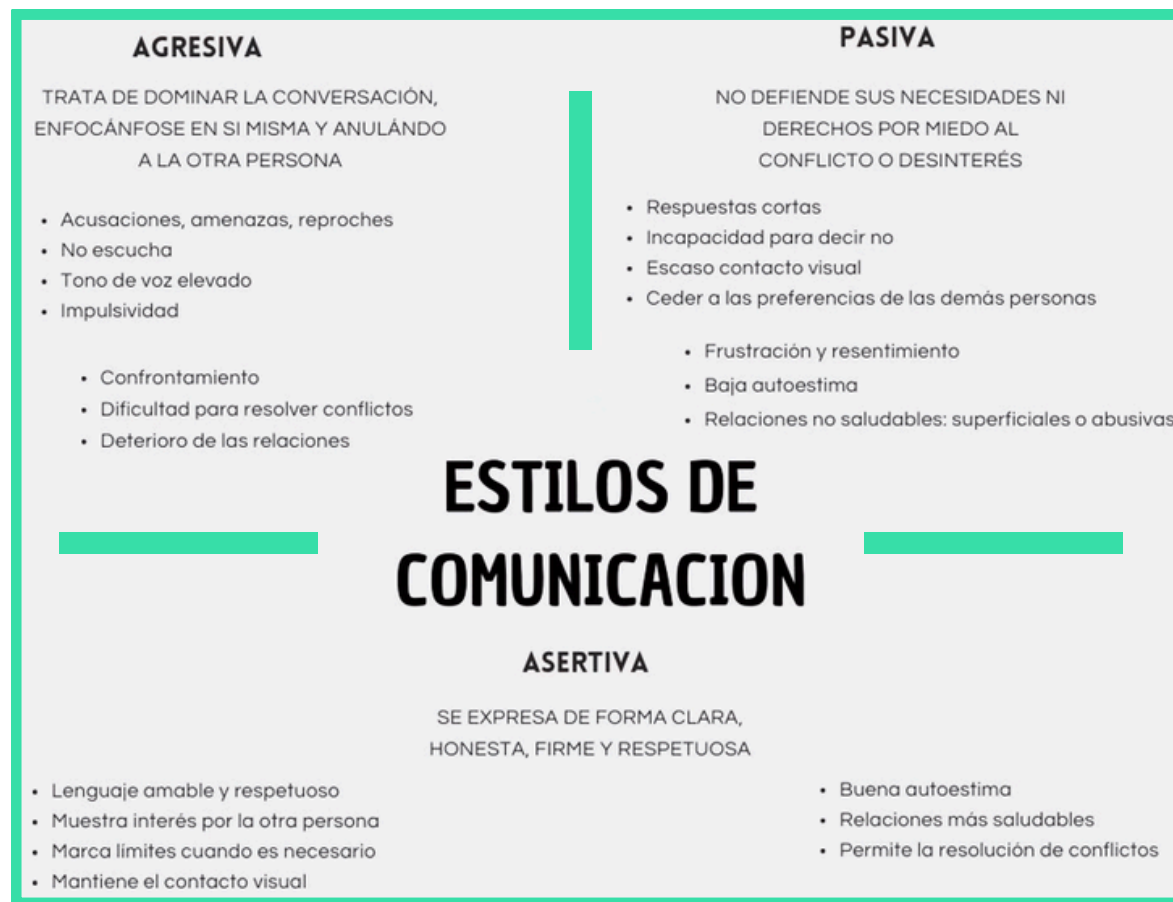 AGRESIVA
TRATA DE DOMINAR LA CONVERSACIÓN,
ENFOCÁNFOSE EN SI MISMA Y ANULÁNDO
A LA OTRA PERSONA
• Acusaciones, amenazas, reproches
• No escucha
• Tono de voz elevado
• Impulsividad
• Confrontamiento
• Dificultad para resolver conflictos
• Deterioro de las relaciones
PASIVA
NO DEFIENDE SUS NECESIDADES NI
DERECHOS POR MIEDO AL
CONFLICTO O DESINTERÉS
• Respuestas cortas
• Incapacidad para decir no
• Escaso contacto visual
• Ceder a las preferencias de las demás personas
• Frustración y resentimiento
• Baja autoestima
• Relaciones no saludables: superficiales o abusivas
ESTILOS DE
COMUNICACION
ASERTIVA
SE EXPRESA DE FORMA CLARA,
HONESTA, FIRME Y RESPETUOSA
• Lenguaje amable y respetuoso
• Muestra interés por la otra persona
• Marca límites cuando es necesario
• Mantiene el contacto visual
• Buena autoestima
• Relaciones más saludables
• Permite la resolución de conflictos